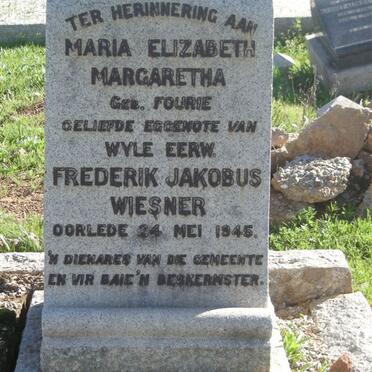 TER HERINNERING AAN
MARIA ELIZABETH
MARGARETHA
GEB. FOURIE
GELIEFDE EGGENOTE VAN
WYLE EERW.
FREDERIK JAKOBUS
WIESNER
OORLEDE 24 MEI 1945.
'N DIENARES VAN DIE GEMEENTE
EN VIR BAIE 'N BESKERMSTER.